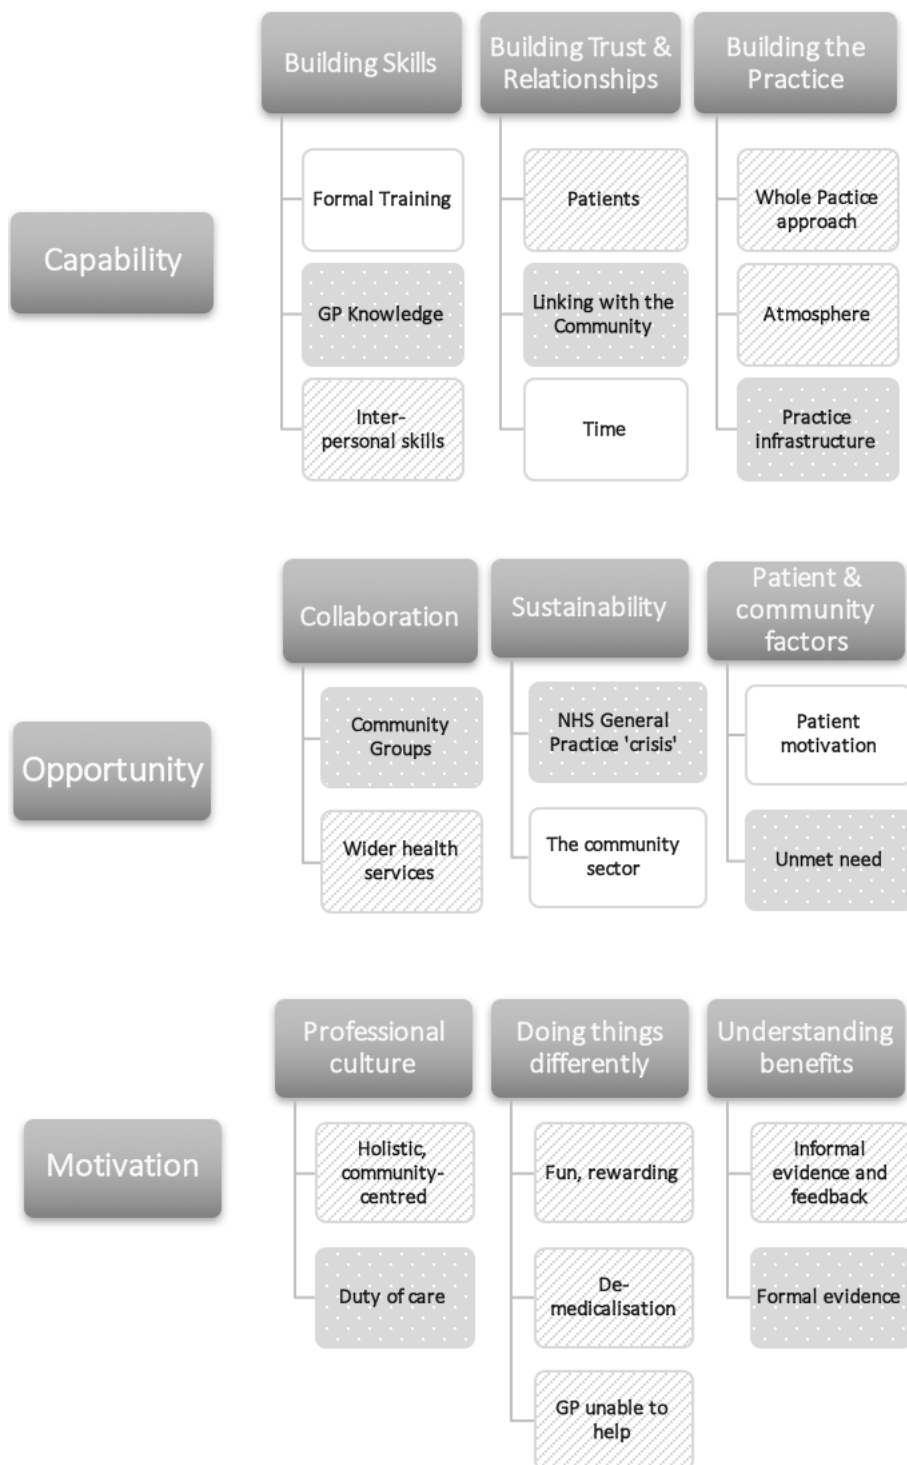 Building Skills
Building Trust &
Relationships
Building the
Practice
Capability
Formal Training
GP Knowledge
Inter-
personal skills
Patients
Linking with the
Community
Time
Whole Pactice
approach
Atmosphere
Practice
infrastructure
Collaboration
Sustainability
Patient &
community
factors
Opportunity
Community
Groups
Wider health
services
NHS General
Practice 'crisis'
The community
sector
Patient
motivation
Unmet need
Professional
culture
Doing things
differently
Understanding
benefits
Motivation
Holistic,
community-
centred
Duty of care
Fun, rewarding
De-
medicalisation
GP unable to
help
Informal
evidence and
feedback
Formal evidence